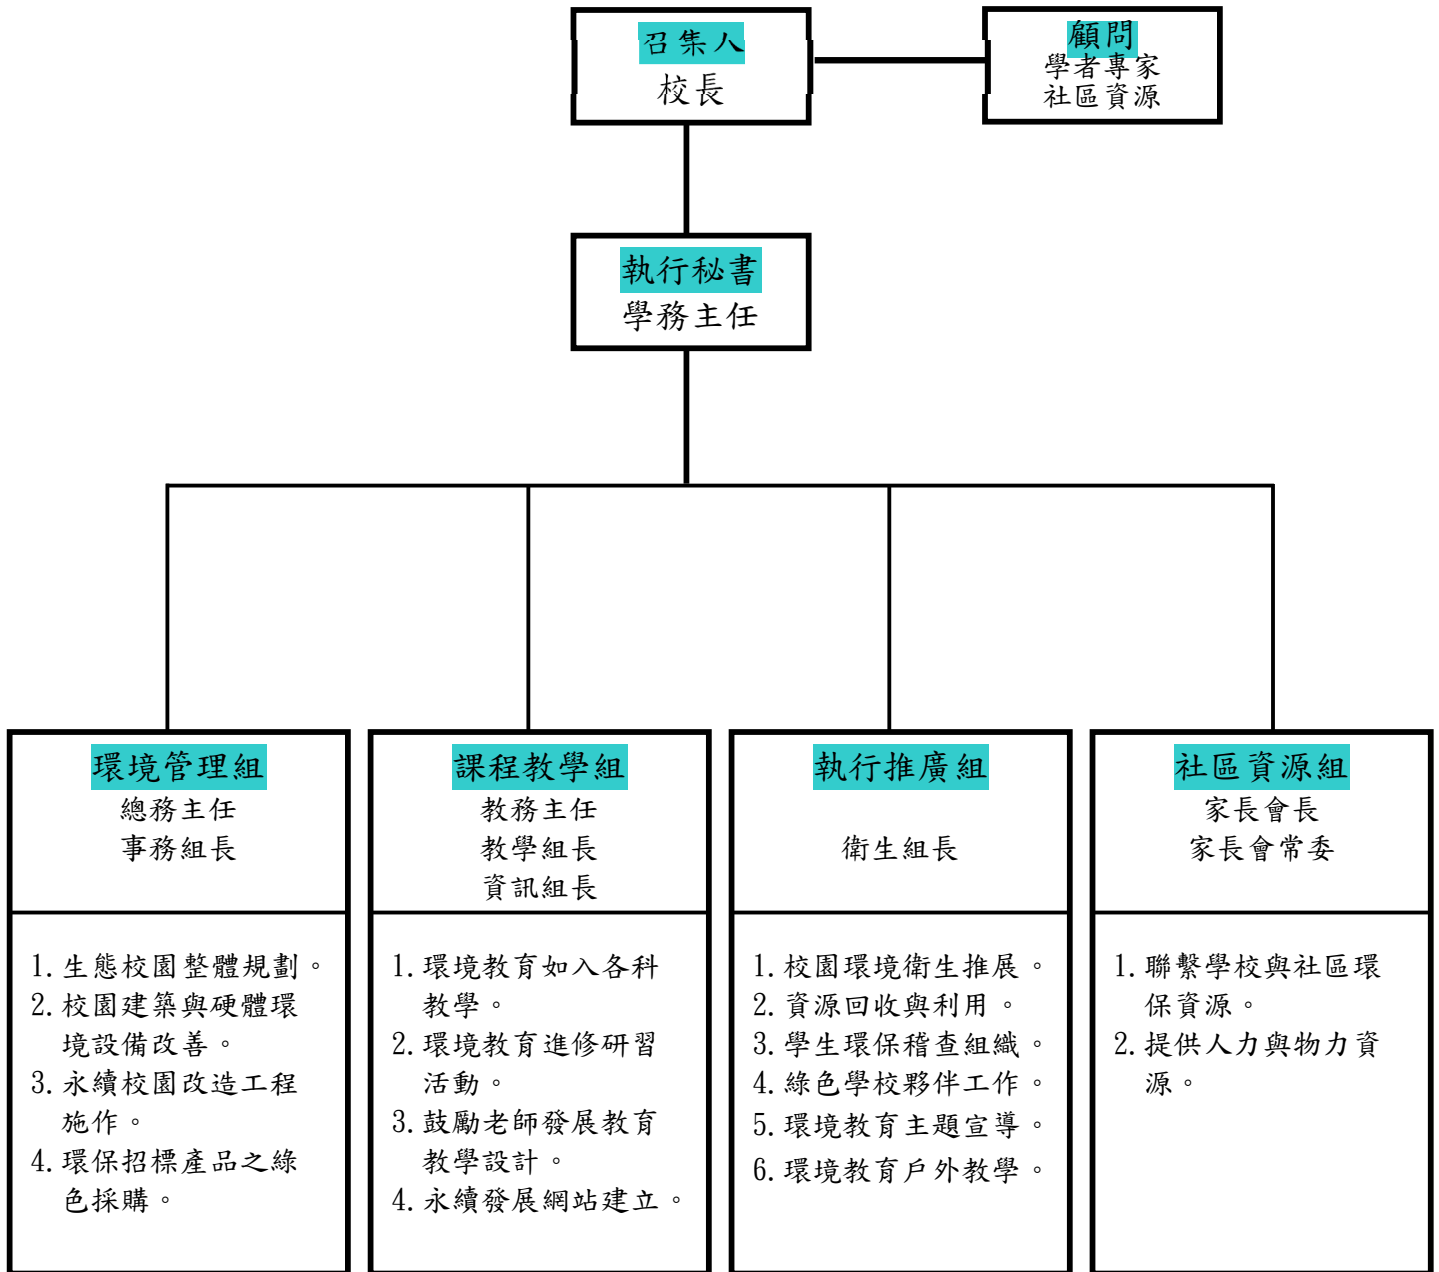 召集人
校長
顧問
學者專家
社區資源
執行秘書
學務主任
環境管理組
總務主任
事務組長
1.生態校園整體規劃。
2.校園建築與硬體環
境設備改善。
3.永續校園改造工程
施作。
4.環保招標產品之綠
色採購。
課程教學組
教務主任
教學組長
資訊組長
1.環境教育如入各科
教學。
2.環境教育進修研習
活動。
3.鼓勵老師發展教育
教學設計。
4.永續發展網站建立。
執行推廣組
衛生組長
1.校園環境衛生推展。
2.資源回收與利用。
3.學生環保稽查組織。
4.綠色學校夥伴工作。
5.環境教育主題宣導。
6.環境教育戶外教學。
社區資源組
家長會長
家長會常委
1.聯繫學校與社區環
保資源。
2.提供人力與物力資
源。